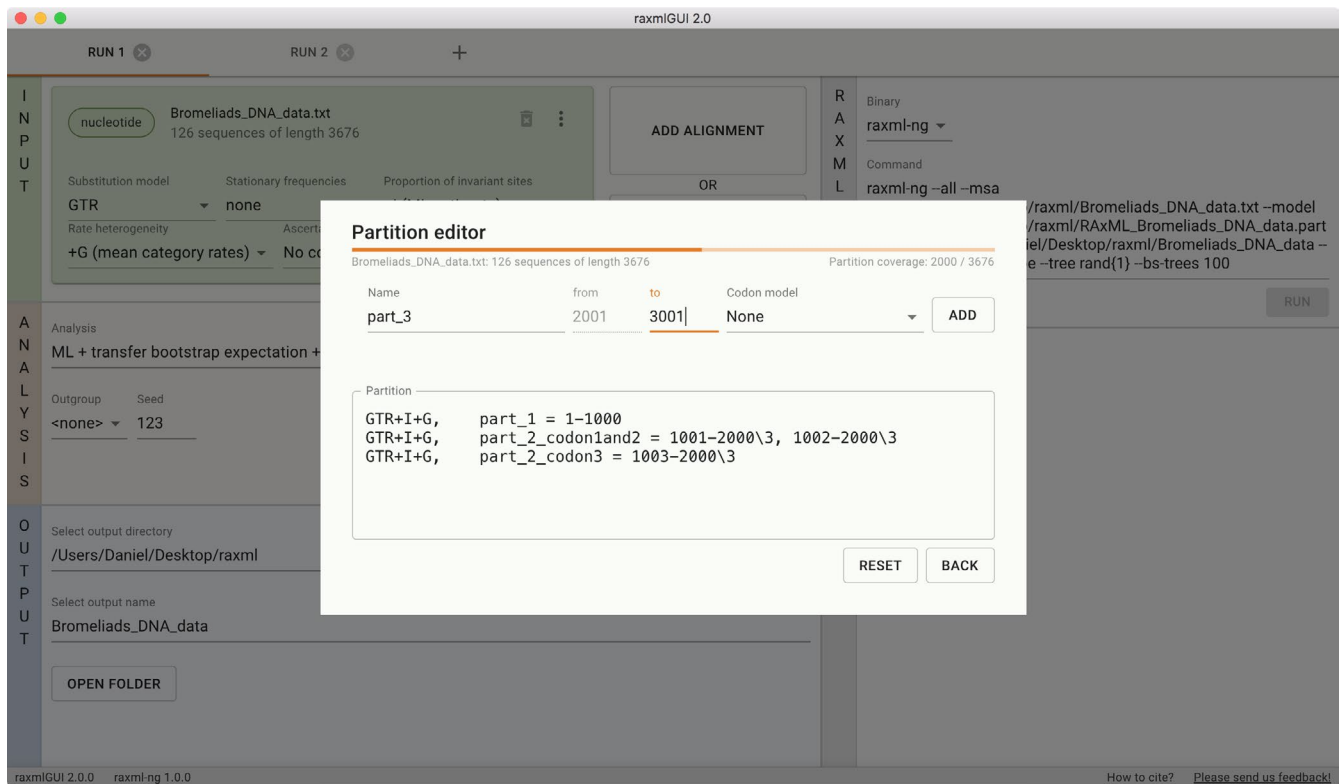 raxmlGUI 2.0
RUN 1
RUN 2
+
INPUT
nucleotide
Bromeliads_DNA_data.txt
126 sequences of length 3676
Substitution model
Stationary frequencies
Proportion of invariant sites
GTR
none
Rate heterogeneity
+G (mean category rates)
No
ADD ALIGNMENT
OR
RAXML
Binary
raxml-ng
Command
raxml-ng --all --msa
/raxml/Bromeliads_DNA_data.txt --model
/raxml/RAxML_Bromeliads_DNA_data.part
/Desktop/raxml/Bromeliads_DNA_data --
--tree rand{1} --bs-trees 100
RUN
Partition editor
Bromeliads_DNA_data.txt: 126 sequences of length 3676
Partition coverage: 2000 / 3676
Name
from
to
Codon model
part_3
2001
3001
None
ADD
Partition
GTR+I+G, part_1 = 1-1000
GTR+I+G, part_2_codon1and2 = 1001-2000\3, 1002-2000\3
GTR+I+G, part_2_codon3 = 1003-2000\3
RESET
BACK
ANALYSIS
Analysis
ML + transfer bootstrap expectation +
Outgroup
Seed
<none>
123
OUTPUT
Select output directory
/Users/Daniel/Desktop/raxml
Select output name
Bromeliads_DNA_data
OPEN FOLDER
raxmlGUI 2.0.0
raxml-ng 1.0.0
How to cite?
Please send us feedback!